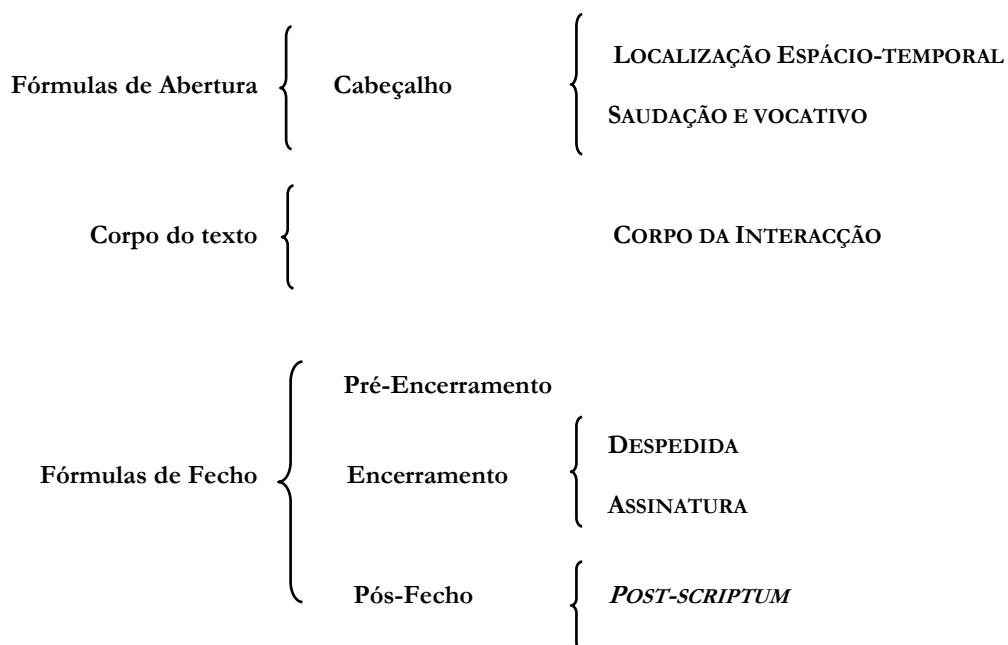 LOCALIZAÇÃO ESPÁCIO-TEMPORAL
Fórmulas de Abertura Cabeçalho
SAUDAÇÃO E VOCATIVO
Corpo do texto CORPO DA INTERACÇÃO
Pré-Encerramento
DESPEDIDA
Fórmulas de Fecho Encerramento
ASSINATURA
Pós-Fecho POST-SCRIPTUM